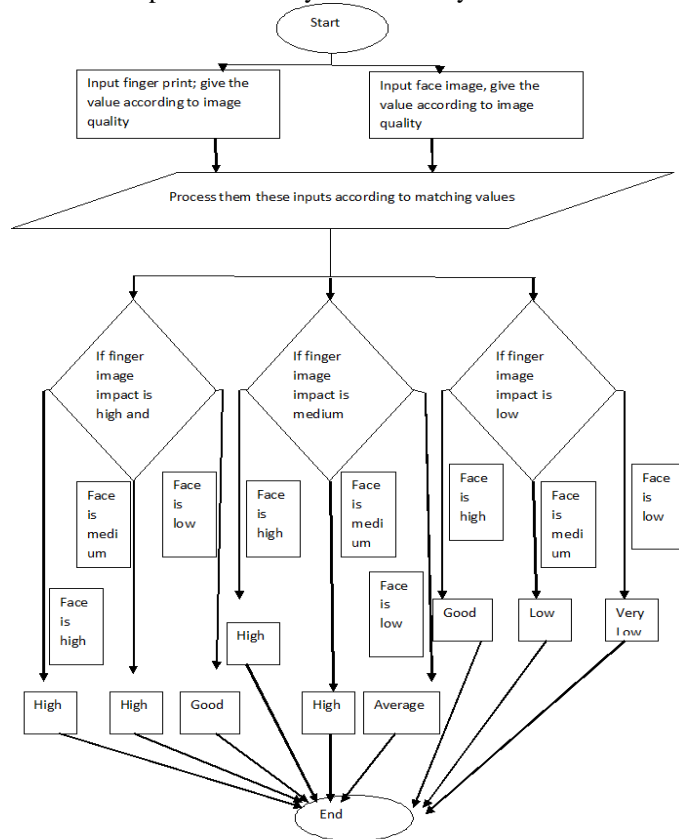 Start
Input finger print; give the
value according to image
quality
Input face image, give the
value according to image
quality
Process them these inputs according to matching values
If finger
image
impact is
high and
If finger
image
impact is
medium
If finger
image
impact is
low
Face
is
high
Face
is
medi
um
Face
is
low
Face
is
high
Face
is
medi
um
Face
is
low
Face
is
high
Face
is
medi
um
Face
is
low
High
High
Good
High
High
Average
Good
Low
Very
Low
End